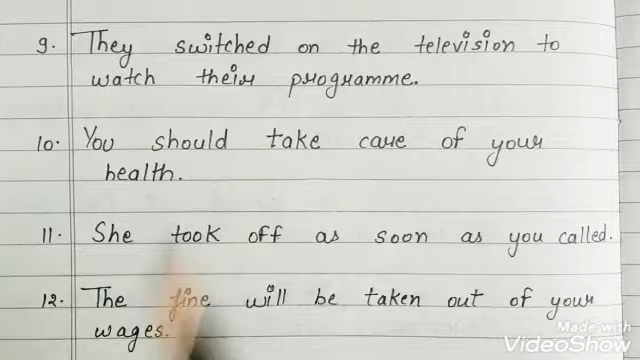 9. They switched on the television to
watch their programme.
10. You should take care of your
health.
11. She took off as soon as you called.
12. The fine will be taken out of your
wages.
Made with
VideoShow